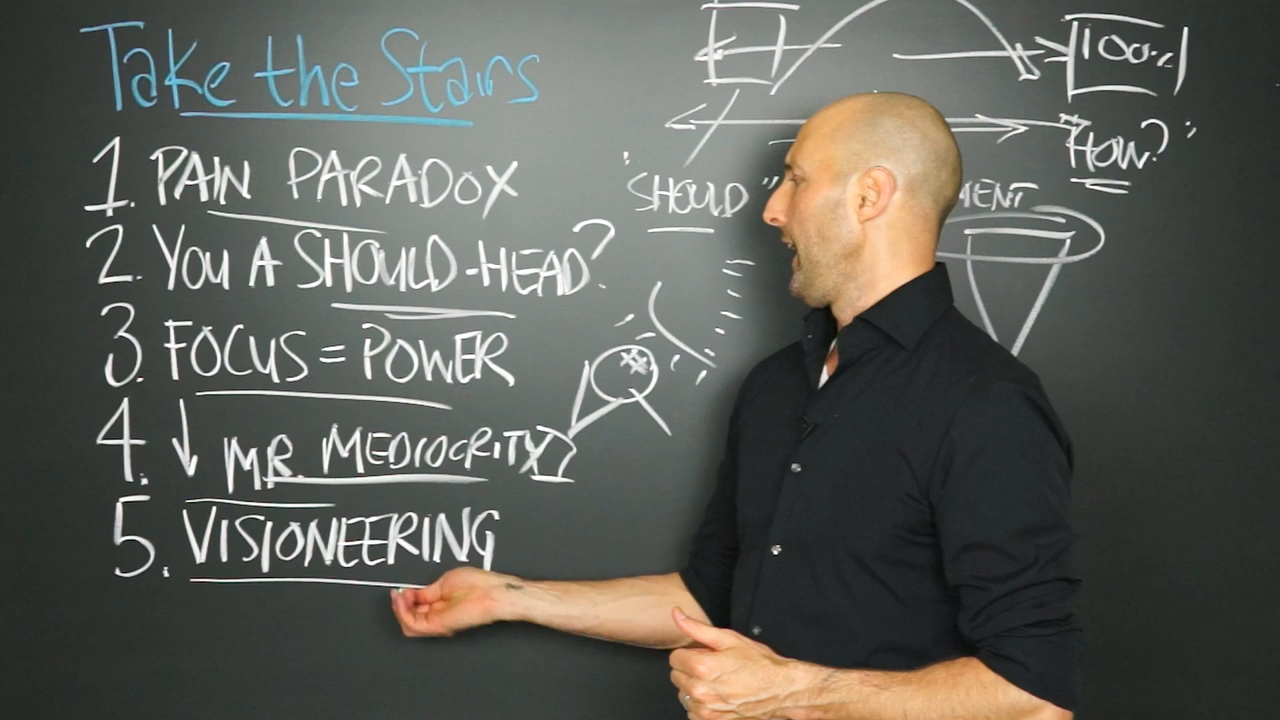 Take the Stairs
1. PAIN PARADOX
2. YOU A SHOULD-HEAD?
3. FOCUS = POWER
4. ↓ MR. MEDIOCRITY
5. VISIONEERING
100%
"HOW?"
"SHOULD"